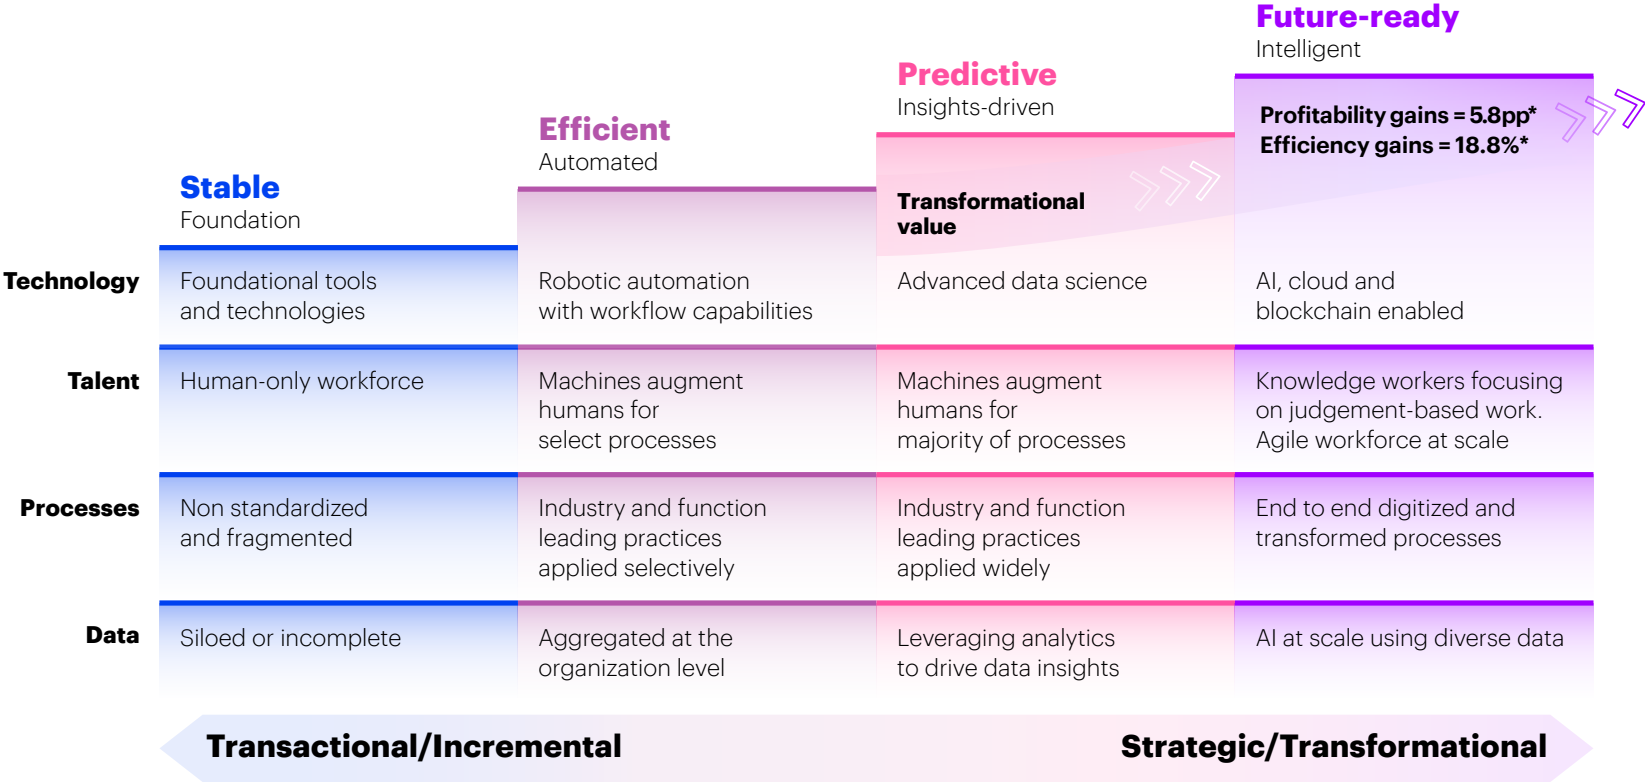 Future-ready
Intelligent
Predictive
Insights-driven
Profitability gains = 5.8pp*
Efficiency gains = 18.8%*
Efficient
Automated
Stable
Foundation
Transformational
value
Technology
Foundational tools
and technologies
Robotic automation
with workflow capabilities
Advanced data science
AI, cloud and
blockchain enabled
Talent
Human-only workforce
Machines augment
humans for
select processes
Machines augment
humans for
majority of processes
Knowledge workers focusing
on judgement-based work.
Agile workforce at scale
Processes
Non standardized
and fragmented
Industry and function
leading practices
applied selectively
Industry and function
leading practices
applied widely
End to end digitized and
transformed processes
Data
Siloed or incomplete
Aggregated at the
organization level
Leveraging analytics
to drive data insights
AI at scale using diverse data
Transactional/Incremental
Strategic/Transformational